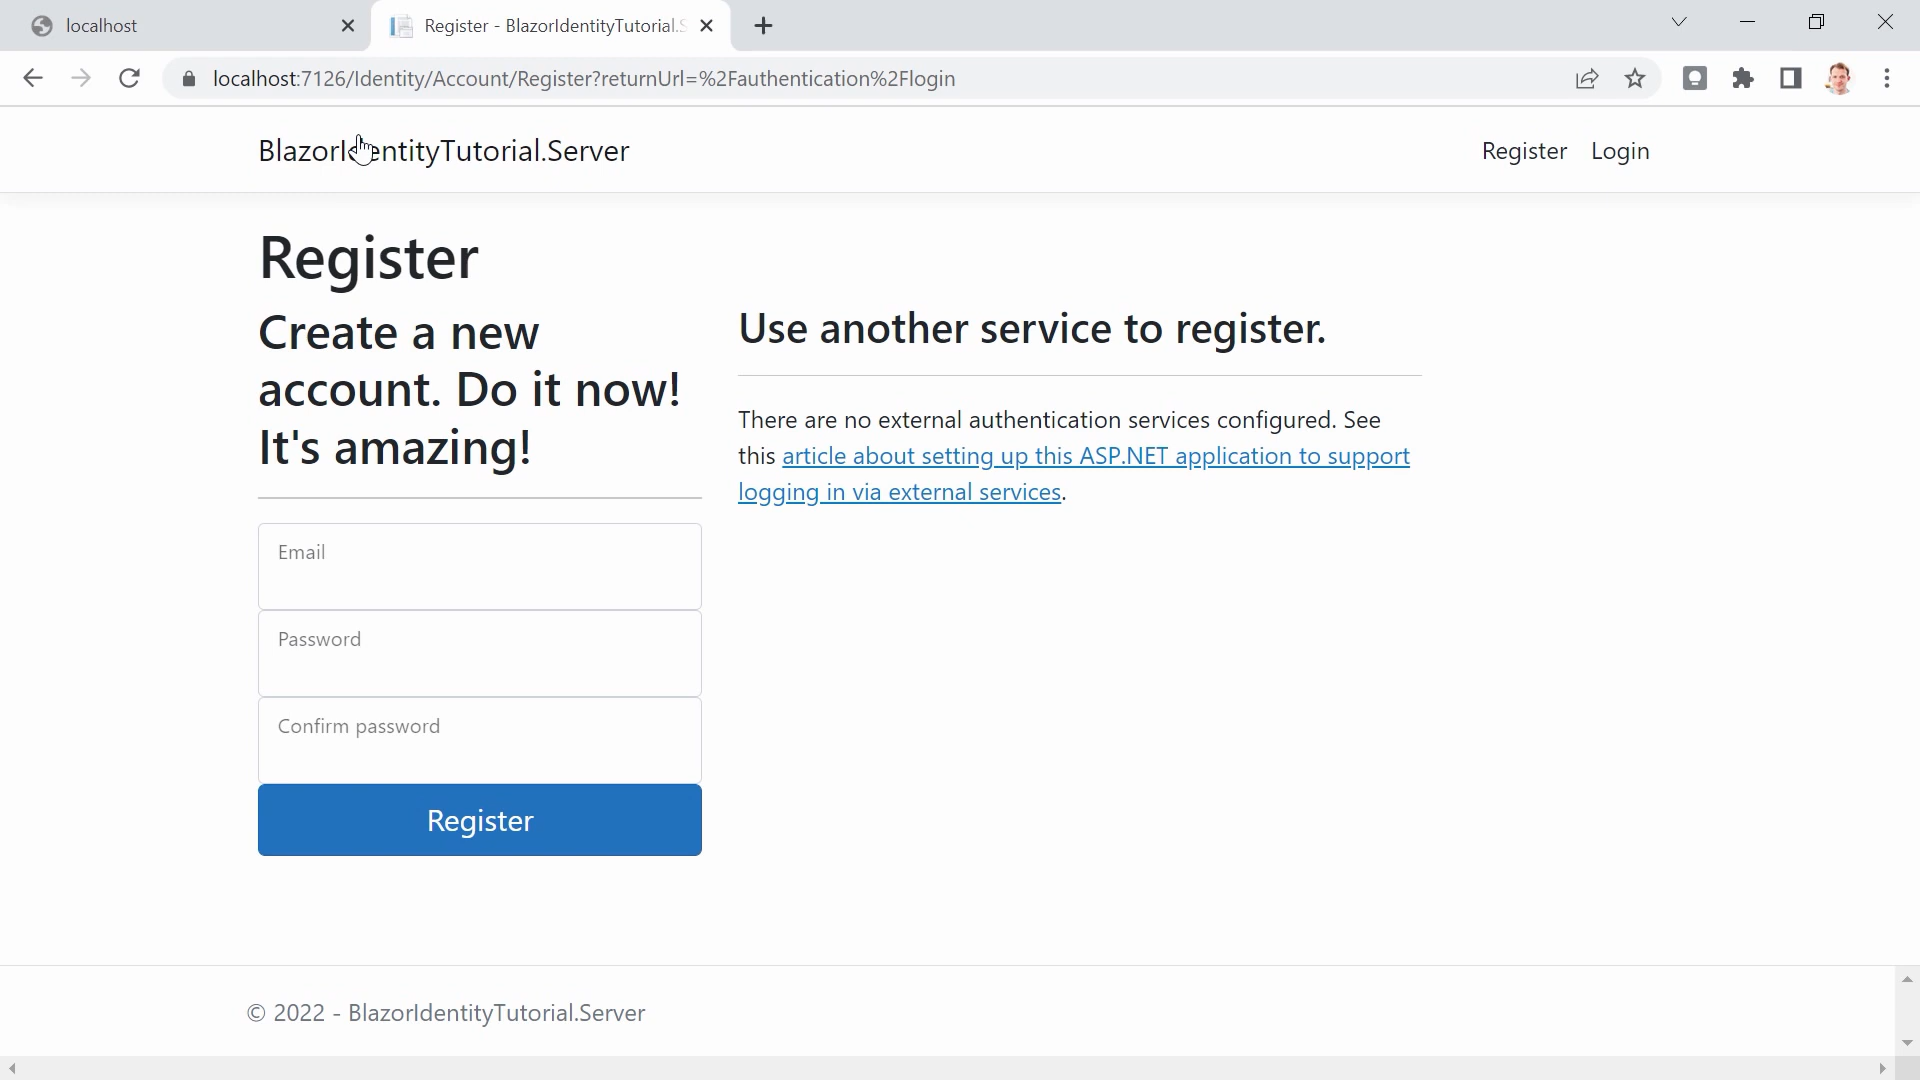 localhost
Register - BlazorIdentityTutorial.S
localhost:7126/Identity/Account/Register?returnUrl=%2Fauthentication%2Flogin
BlazorIdentityTutorial.Server
Register Login
Register
Create a new
account. Do it now!
It's amazing!
Use another service to register.
There are no external authentication services configured. See
this article about setting up this ASP.NET application to support
logging in via external services.
Email
Password
Confirm password
Register
© 2022 - BlazorIdentityTutorial.Server